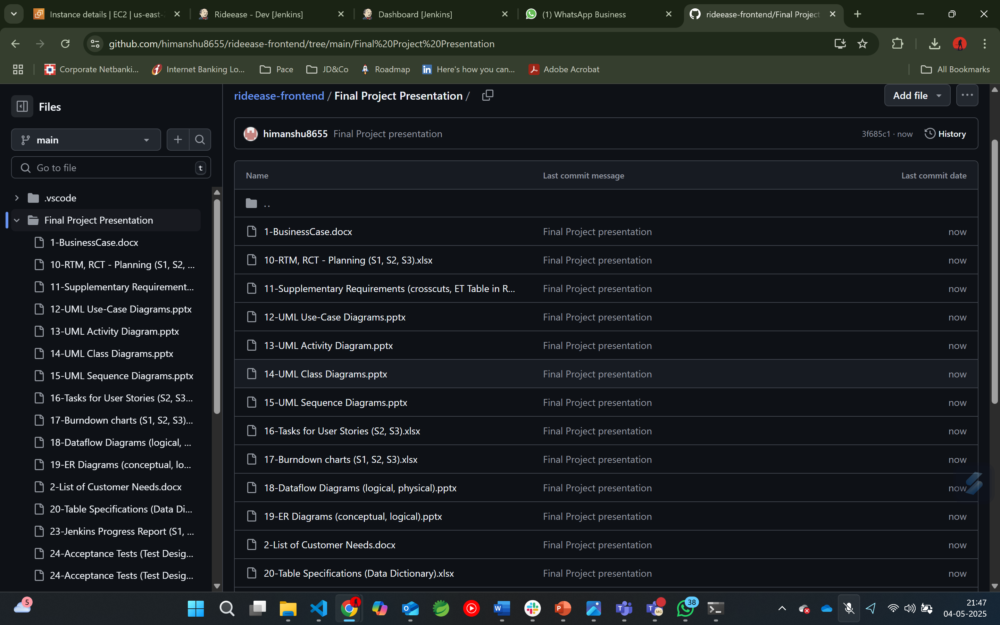 Instance details | EC2 | us-east-2
Rideease - Dev [Jenkins]
Dashboard [Jenkins]
(1) WhatsApp Business
rideease-frontend/Final Project
github.com/himanshu8655/rideease-frontend/tree/main/Final%20Project%20Presentation
Corporate Netbanki...
Internet Banking Lo...
Pace
JD&Co
Roadmap
Here's how you can...
Adobe Acrobat
All Bookmarks
Files
main
Go to file
t
.vscode
Final Project Presentation
1-BusinessCase.docx
10-RTM, RCT - Planning (S1, S2, ...
11-Supplementary Requirement...
12-UML Use-Case Diagrams.pptx
13-UML Activity Diagram.pptx
14-UML Class Diagrams.pptx
15-UML Sequence Diagrams.pptx
16-Tasks for User Stories (S2, S3...
17-Burndown charts (S1, S2, S3)...
18-Dataflow Diagrams (logical, ...
19-ER Diagrams (conceptual, lo...
2-List of Customer Needs.docx
20-Table Specifications (Data Di...
23-Jenkins Progress Report (S1, ...
24-Acceptance Tests (Test Desig...
24-Acceptance Tests (Test Desig...
rideease-frontend / Final Project Presentation /
Add file
himanshu8655 Final Project presentation
3f685c1 · now
History
Name Last commit message Last commit date
..
1-BusinessCase.docx Final Project presentation now
10-RTM, RCT - Planning (S1, S2, S3).xlsx Final Project presentation now
11-Supplementary Requirements (crosscuts, ET Table in R... Final Project presentation now
12-UML Use-Case Diagrams.pptx Final Project presentation now
13-UML Activity Diagram.pptx Final Project presentation now
14-UML Class Diagrams.pptx Final Project presentation now
15-UML Sequence Diagrams.pptx Final Project presentation now
16-Tasks for User Stories (S2, S3).xlsx Final Project presentation now
17-Burndown charts (S1, S2, S3).xlsx Final Project presentation now
18-Dataflow Diagrams (logical, physical).pptx Final Project presentation now
19-ER Diagrams (conceptual, logical).pptx Final Project presentation now
2-List of Customer Needs.docx Final Project presentation now
20-Table Specifications (Data Dictionary).xlsx Final Project presentation now
5
MG
38
21:47
04-05-2025